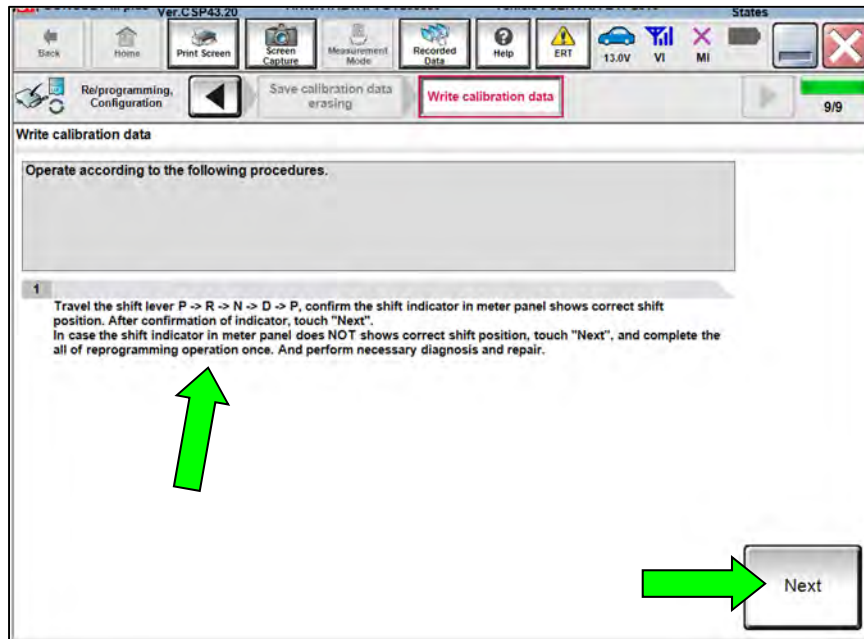 Ver.CSP43.20
States
Back
Home
Print Screen
Screen
Capture
Measurement
Mode
Recorded
Data
Help
ERT
13.0V
VI
MI
Re/programming,
Configuration
Save calibration data
erasing
Write calibration data
9/9
Write calibration data
Operate according to the following procedures.
1
Travel the shift lever P -> R -> N -> D -> P, confirm the shift indicator in meter panel shows correct shift
position. After confirmation of indicator, touch "Next".
In case the shift indicator in meter panel does NOT shows correct shift position, touch "Next", and complete the
all of reprogramming operation once. And perform necessary diagnosis and repair.
Next